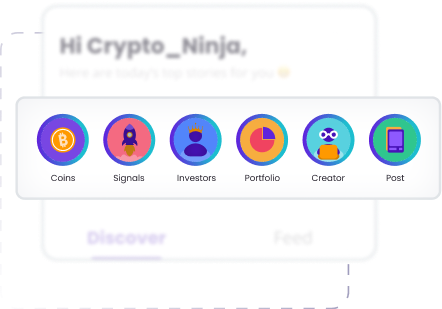 Hi Crypto_Ninja,
Here are today's top stories for you
Coins
Signals
Investors
Portfolio
Creator
Post
Discover
Feed